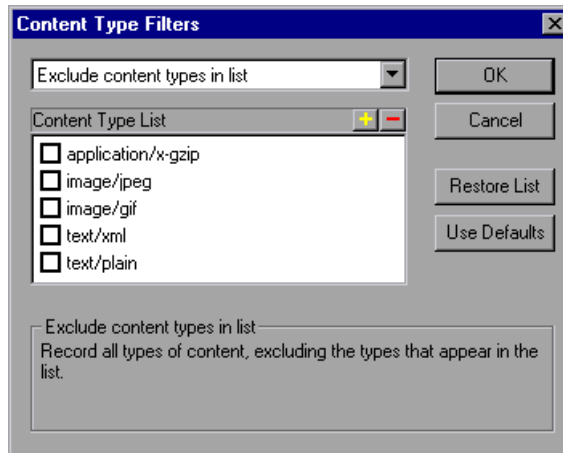 Content Type Filters
Exclude content types in list
OK
Content Type List
Cancel
application/x-gzip
image/jpeg
image/gif
text/xml
text/plain
Restore List
Use Defaults
Exclude content types in list
Record all types of content, excluding the types that appear in the
list.